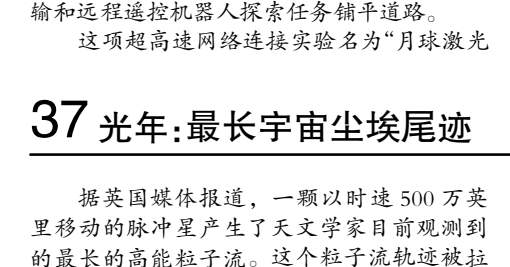 输和远程遥控机器人探索任务铺平道路。
这项超高速网络连接实验名为“月球激光
37 光年:最长宇宙尘埃尾迹
据英国媒体报道，一颗以时速 500 万英
里移动的脉冲星产生了天文学家目前观测到
的最长的高能粒子流。这个粒子流轨迹被拉